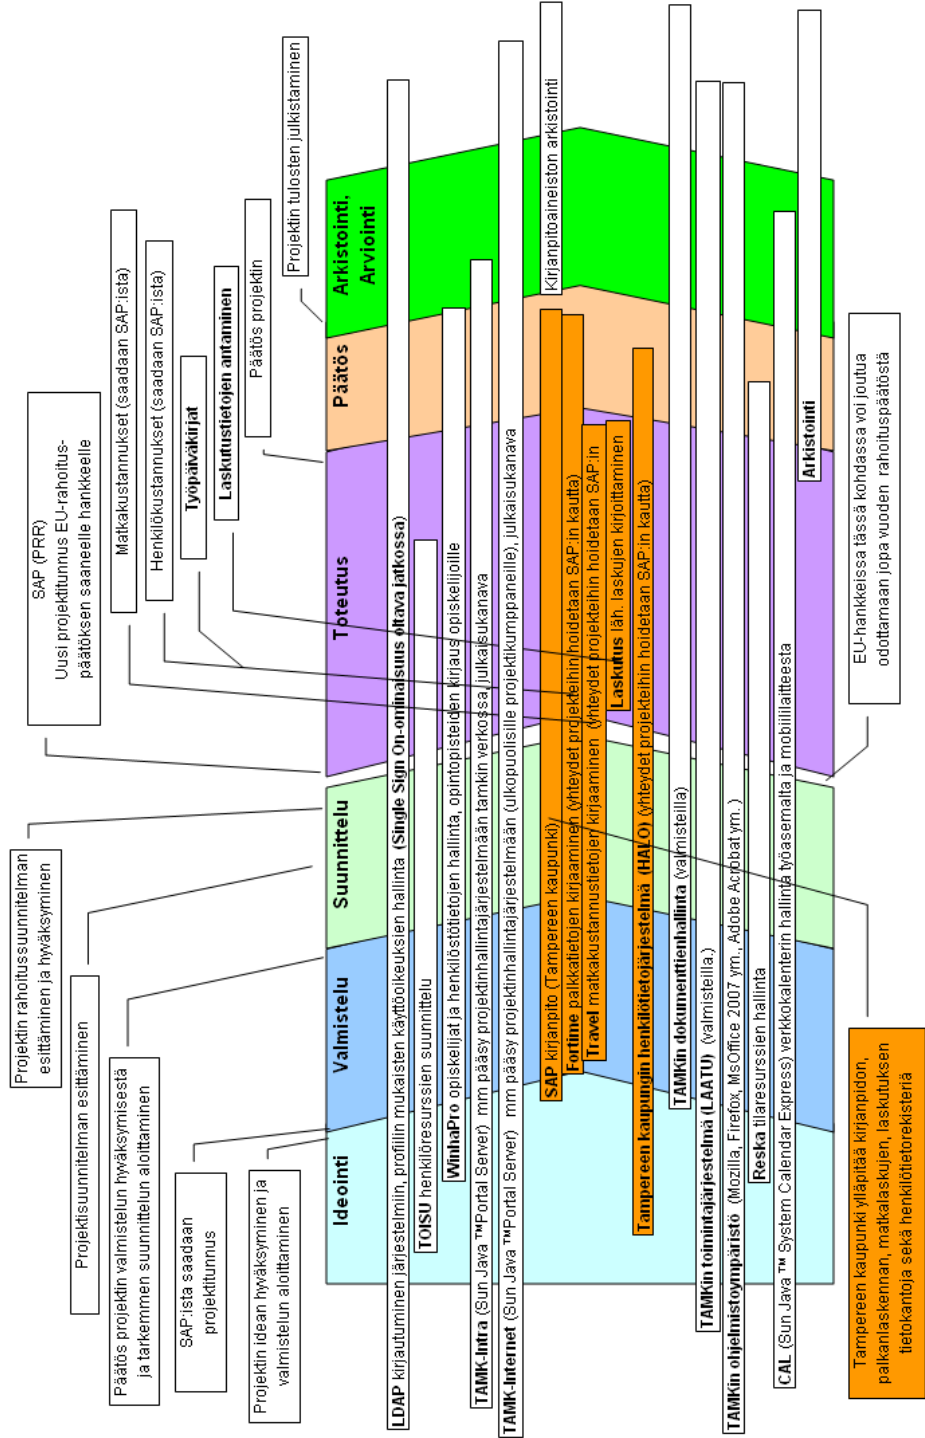 SAP (PRR)
Uusi projektitunnus EU-rahoitus-
päätöksen saaneelle hankkeelle
Matkakustannukset (saadaan SAP:ista)
Henkilökustannukset (saadaan SAP:ista)
Työpäiväkirjat
Laskutustietojen antaminen
Päätös projektin
Projektin tulosten julkistaminen
Projektin rahoitussuunnitelman
esittäminen ja hyväksyminen
Projektisuunnitelman esittäminen
Päätös projektin valmistelun hyväksymisestä
ja tarkemmen suunnittelun aloittaminen
SAP:ista saadaan
projektitunnus
Projektin idean hyväksyminen ja
valmistelun aloittaminen
Ideointi
Valmistelu
Suunnittelu
Toteutus
Päätös
Arkistointi,
Arviointi
LDAP kirjautuminen järjestelmiin, profiilin mukaisten käyttöoikeuksien hallinta (Single Sign On-ominaisuus oltava jatkossa)
TOISU henkilöresurssien suunnittelu
WinhaPro opiskelijat ja henkilöstötietojen hallinta, opintopisteiden kirjaus opiskelijoille
TAMK-Intra (Sun Java ™Portal Server) mm pääsy projektinhallintajärjestelmään tamkin verkossa, julkaisukanava
TAMK-Internet (Sun Java ™Portal Server) mm pääsy projektinhallintajärjestelmään (ulkopuolisille projektikumppaneille), julkaisukanava
Kirjanpitoaineiston arkistointi
SAP kirjanpito (Tampereen kaupunki)
Fortime palkkatietojen kirjaaminen (yhteydet projekteihin hoidetaan SAP:in kautta)
Travel matkakustannustietojen kirjaaminen (yhteydet projekteihin hoidetaan SAP:in
Laskutus läh. laskujen kirjoittaminen
Tampereen kaupungin henkilötietojärjestelmä (HALO) (yhteydet projekteihin hoidetaan SAP:in kautta)
TAMKin dokumenttienhallinta (valmisteilla)
TAMKin toimintajärjestelmä (LAATU) (valmisteilla.)
TAMKin ohjelmistoympäristö (Mozilla, Firefox, MsOffice 2007 ym., Adobe Acrobat ym.)
Reska tilaresurssien hallinta
CAL (Sun Java ™ System Calendar Express) verkkokalenterin hallinta työasemalta ja mobiililaitteesta
Arkistointi
EU-hankkeissa tässä kohdassa voi joutua
odottamaan jopa vuoden rahoituspäätöstä
Tampereen kaupunki ylläpitää kirjanpidon,
palkanlaskennan, matkalaskujen, laskutuksen
tietokantoja sekä henkilötietorekisteriä